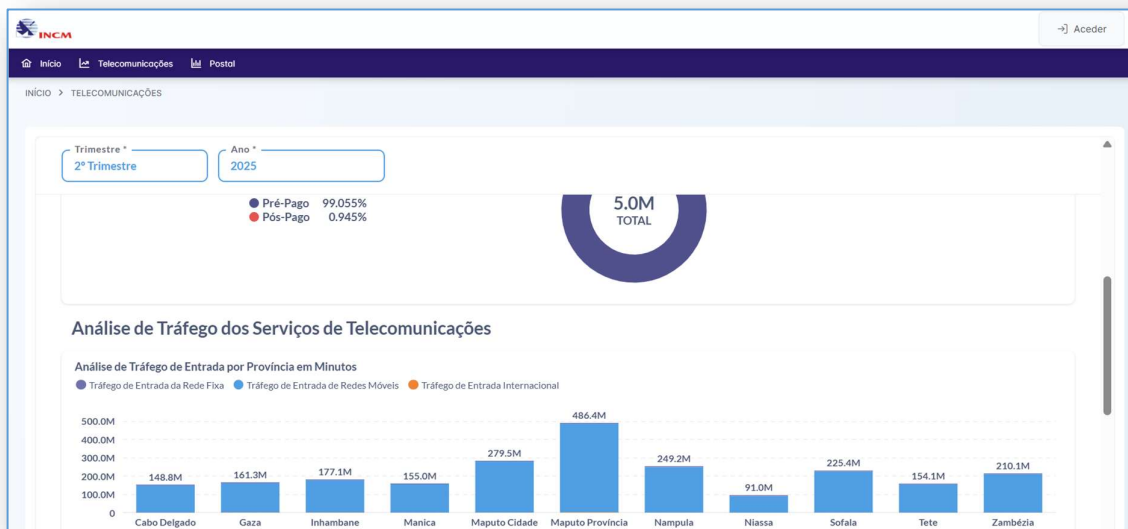 INCM
Aceder
Início Telecomunicações Postal
INÍCIO > TELECOMUNICAÇÕES
Trimestre * Ano *
2º Trimestre 2025
Pré-Pago 99.055%
Pós-Pago 0.945%
5.0M
TOTAL
Análise de Tráfego dos Serviços de Telecomunicações
Análise de Tráfego de Entrada por Província em Minutos
Tráfego de Entrada da Rede Fixa Tráfego de Entrada de Redes Móveis Tráfego de Entrada Internacional
500.0M
400.0M
300.0M
200.0M
100.0M
0
148.8M 161.3M 177.1M 155.0M 279.5M 486.4M 249.2M 91.0M 225.4M 154.1M 210.1M
Cabo Delgado Gaza Inhambane Manica Maputo Cidade Maputo Província Nampula Niassa Sofala Tete Zambézia